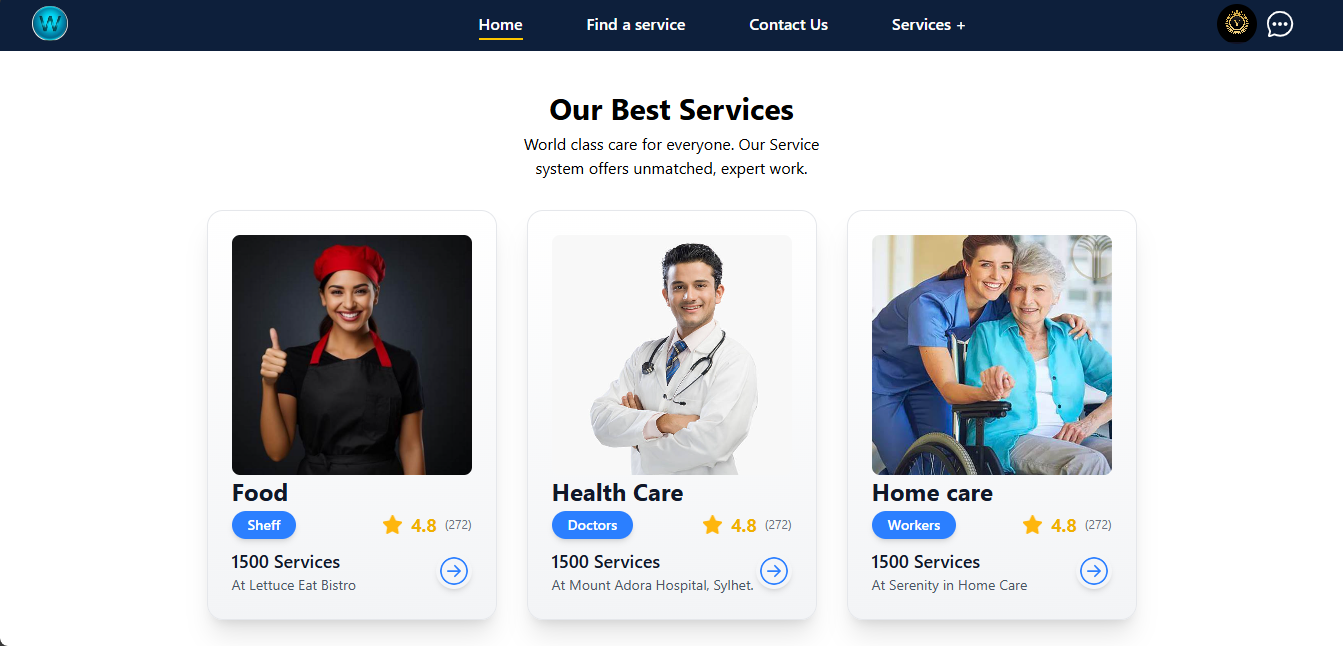 W
Home
Find a service
Contact Us
Services +
Our Best Services
World class care for everyone. Our Service
system offers unmatched, expert work.
Food
Sheff
4.8 (272)
1500 Services
At Lettuce Eat Bistro
Health Care
Doctors
4.8 (272)
1500 Services
At Mount Adora Hospital, Sylhet.
Home care
Workers
4.8 (272)
1500 Services
At Serenity in Home Care